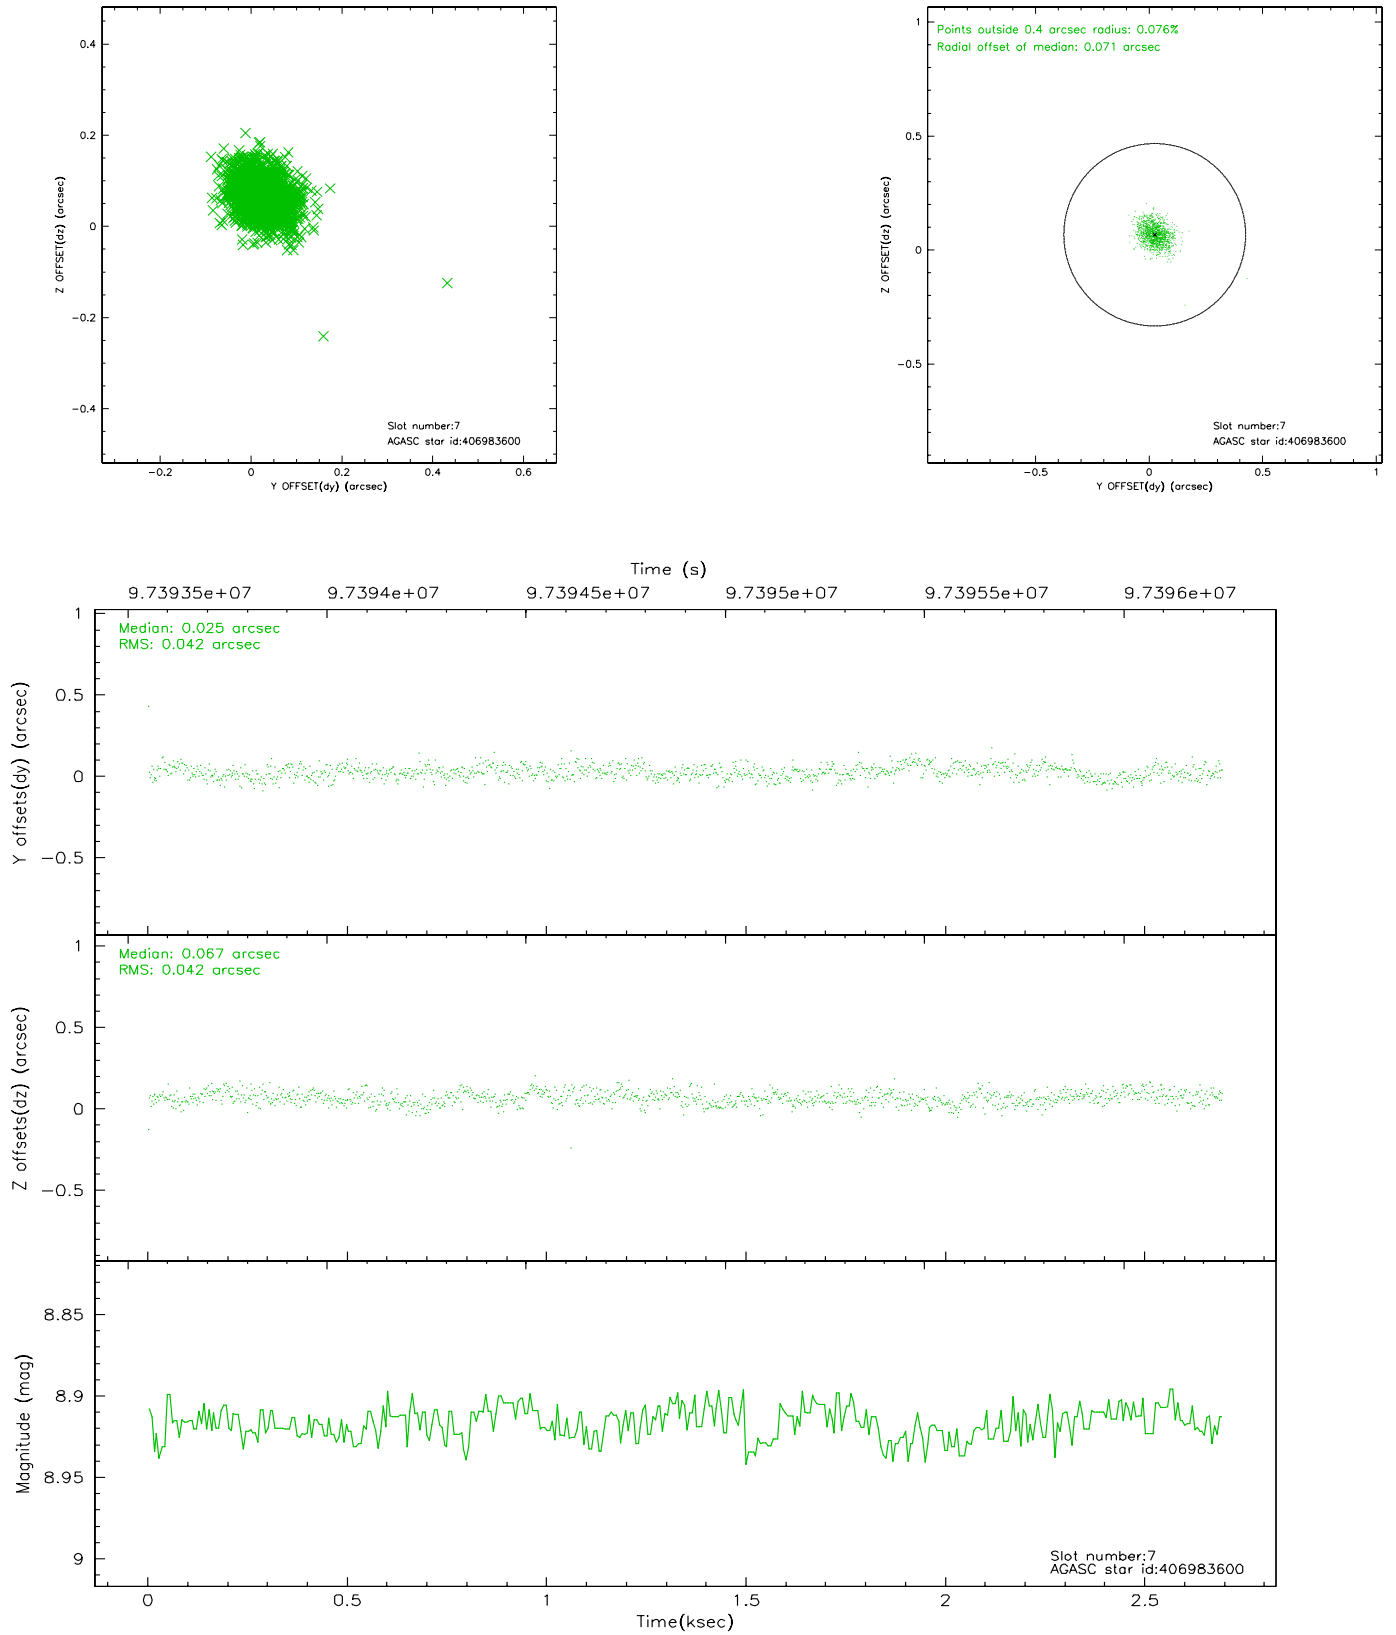 0.4
0.2
0
−0.2
−0.4
Z OFFSET(dz) (arcsec)
Slot number:7
AGASC star id:406983600
−0.2 0 0.2 0.4 0.6
Y OFFSET(dy) (arcsec)
Points outside 0.4 arcsec radius: 0.076%
Radial offset of median: 0.071 arcsec
1
0.5
0
−0.5
Z OFFSET(dz) (arcsec)
Slot number:7
AGASC star id:406983600
−0.5 0 0.5 1
Y OFFSET(dy) (arcsec)
Time (s)
9.73935e+07 9.7394e+07 9.73945e+07 9.7395e+07 9.73955e+07 9.7396e+07
Median: 0.025 arcsec
RMS: 0.042 arcsec
1
0.5
0
−0.5
Y offsets(dy) (arcsec)
Median: 0.067 arcsec
RMS: 0.042 arcsec
1
0.5
0
−0.5
Z offsets(dz) (arcsec)
8.85
8.9
8.95
9
Magnitude (mag)
Slot number:7
AGASC star id:406983600
0 0.5 1 1.5 2 2.5
Time(ksec)